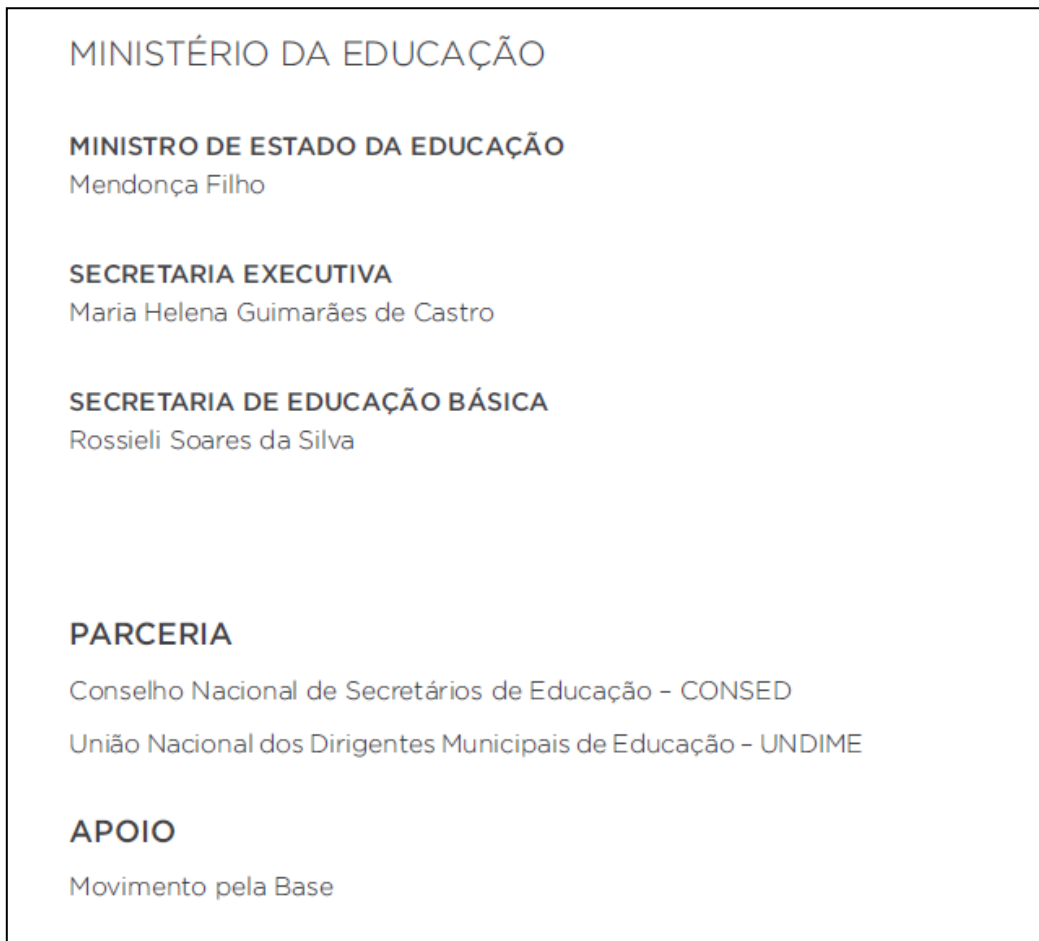 MINISTÉRIO DA EDUCAÇÃO
MINISTRO DE ESTADO DA EDUCAÇÃO
Mendonça Filho
SECRETARIA EXECUTIVA
Maria Helena Guimarães de Castro
SECRETARIA DE EDUCAÇÃO BÁSICA
Rossieli Soares da Silva
PARCERIA
Conselho Nacional de Secretários de Educação – CONSED
União Nacional dos Dirigentes Municipais de Educação – UNDIME
APOIO
Movimento pela Base